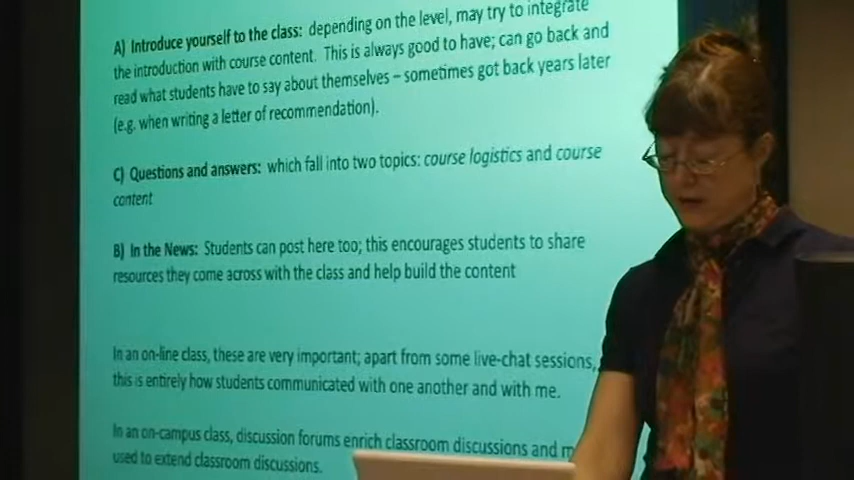 A) Introduce yourself to the class: depending on the level, may try to integrate
the introduction with course content. This is always good to have; can go back and
read what students have to say about themselves – sometimes got back years later
(e.g. when writing a letter of recommendation).
C) Questions and answers: which fall into two topics: course logistics and course
content
B) In the News: Students can post here too; this encourages students to share
resources they come across with the class and help build the content
In an on-line class, these are very important; apart from some live-chat sessions,
this is entirely how students communicated with one another and with me.
In an on-campus class, discussion forums enrich classroom discussions and
used to extend classroom discussions.